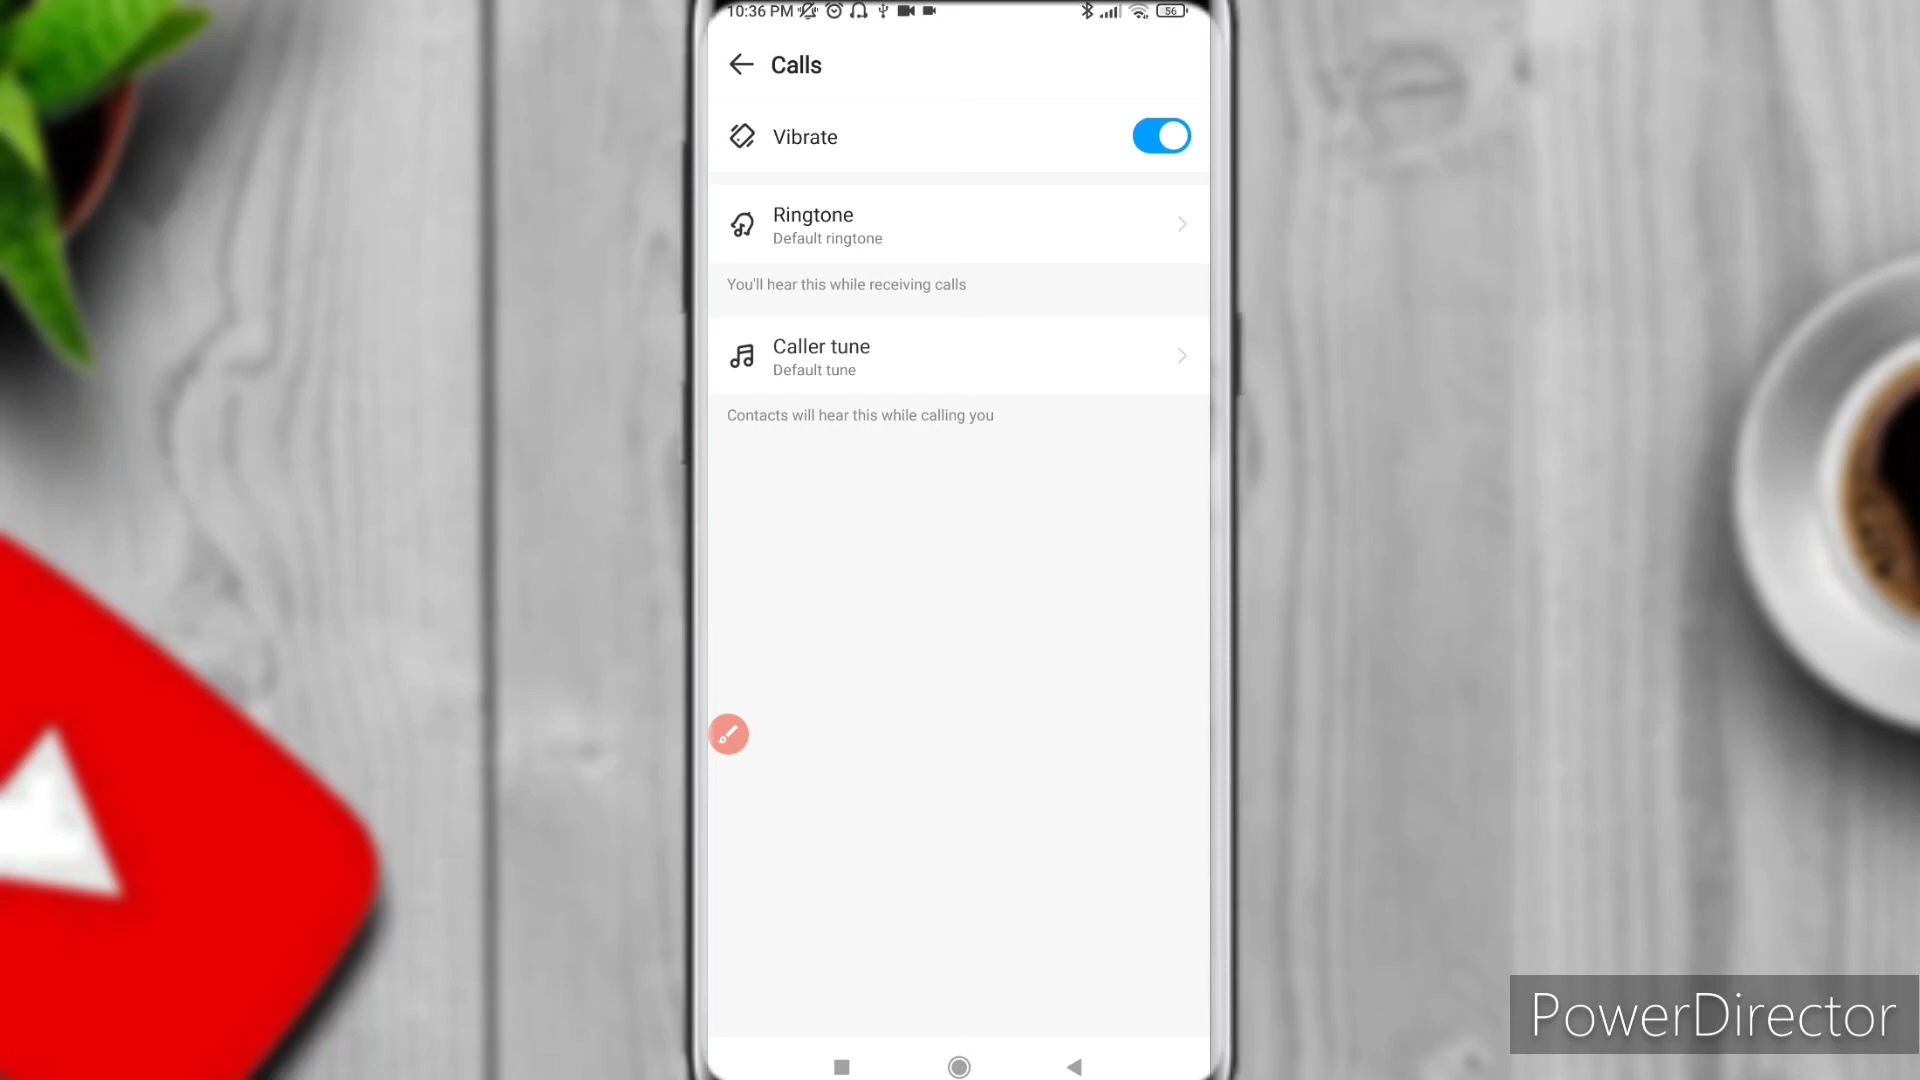 10:36 PM
56
Calls
Vibrate
Ringtone
Default ringtone
You'll hear this while receiving calls
Caller tune
Default tune
Contacts will hear this while calling you
PowerDirector